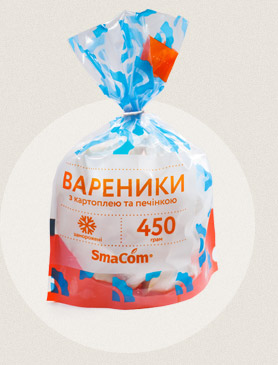 ВАРЕНИКИ
з картоплею та печінкою
заморожені
450
грам
SmaCom®